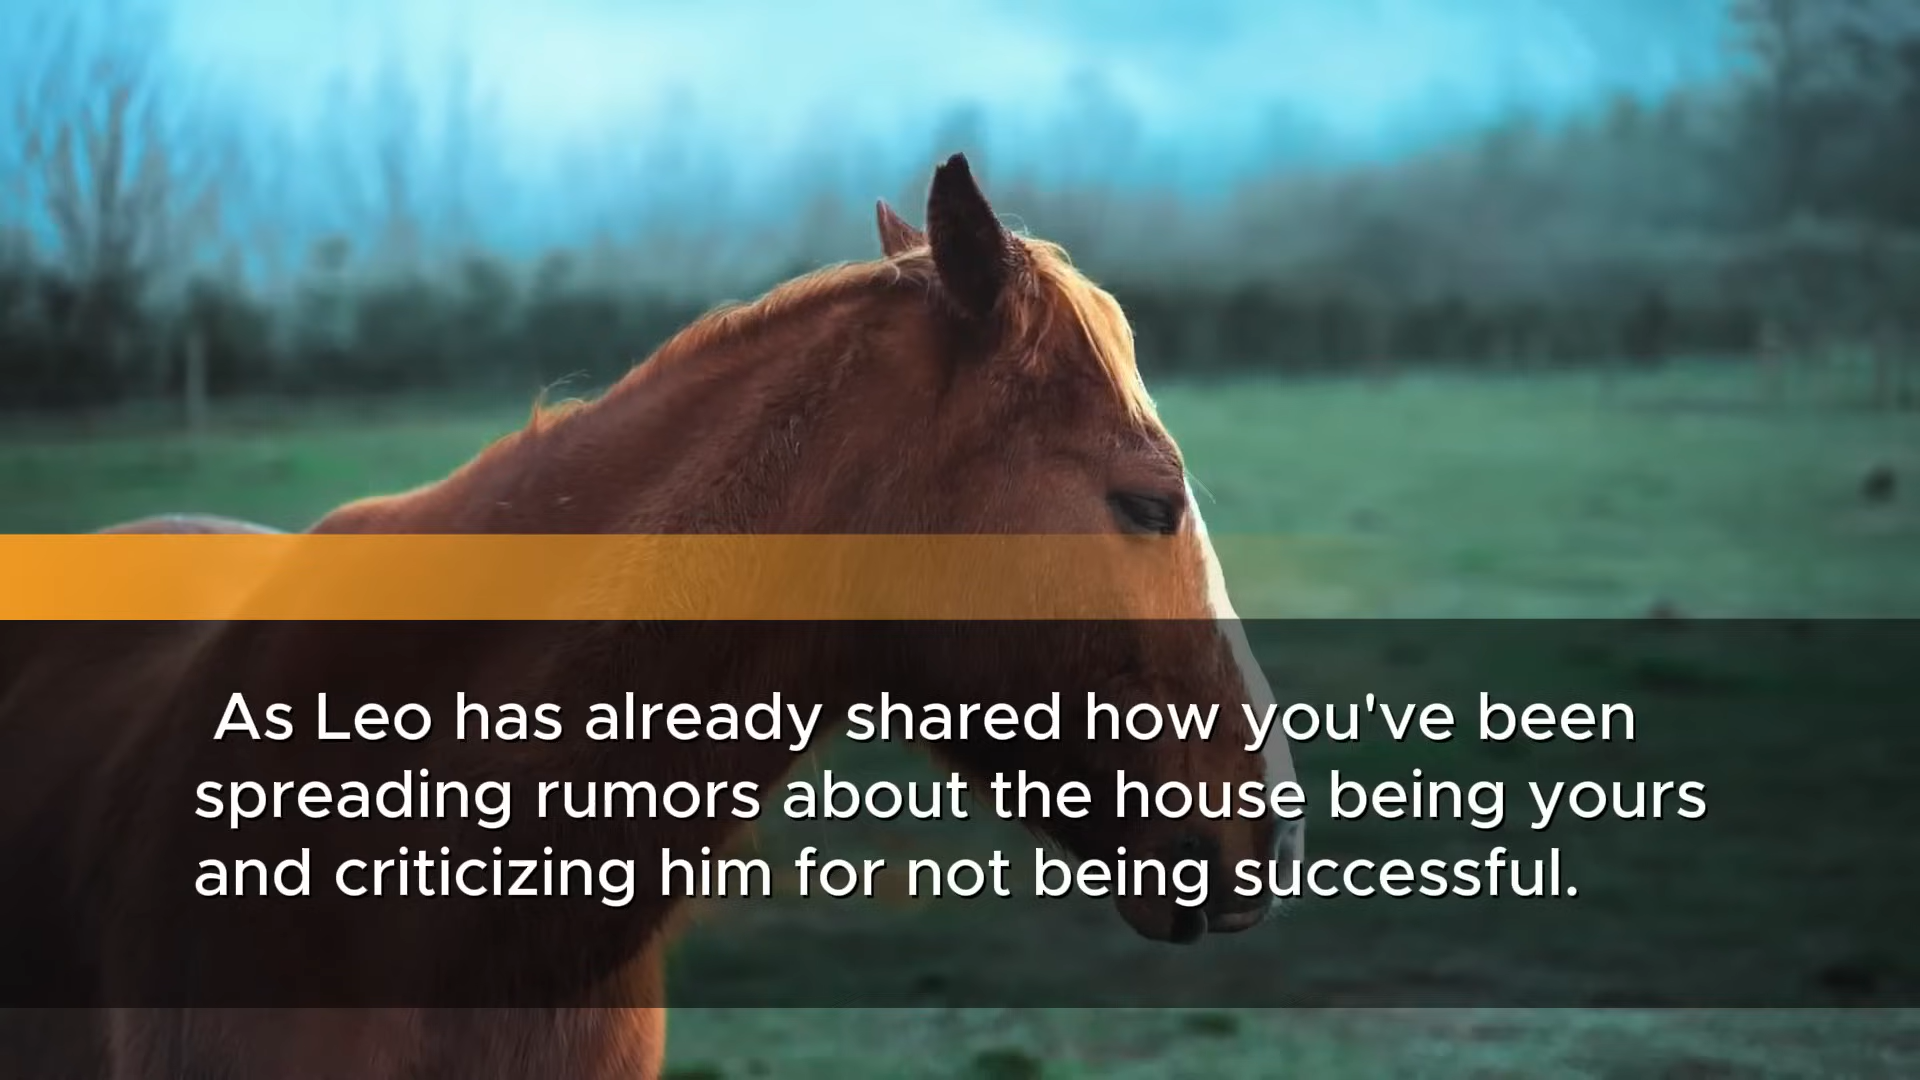 As Leo has already shared how you've been
spreading rumors about the house being yours
and criticizing him for not being successful.